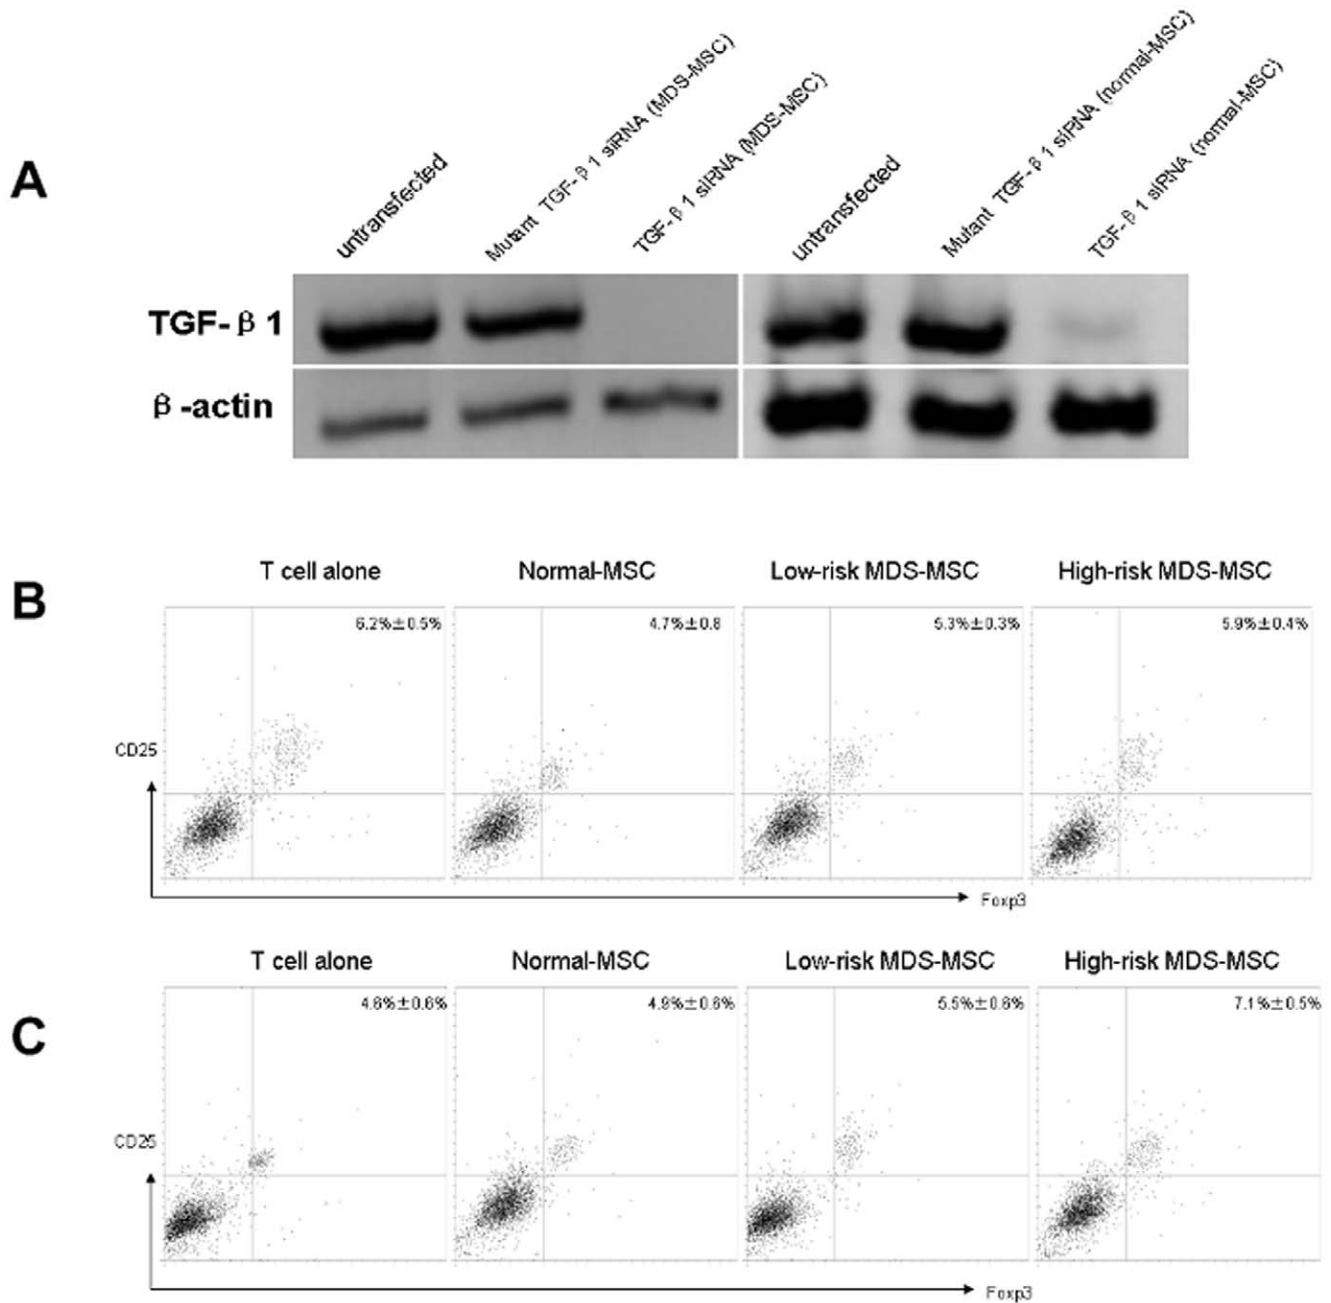 A
untransfected
Mutant TGF-β1 siRNA (MDS-MSC)
TGF-β1 siRNA (MDS-MSC)
untransfected
Mutant TGF-β1 siRNA (normal-MSC)
TGF-β1 siRNA (normal-MSC)
TGF-β1
β-actin
B
T cell alone
Normal-MSC
Low-risk MDS-MSC
High-risk MDS-MSC
6.2%±0.5%
4.7%±0.8
5.3%±0.3%
5.9%±0.4%
CD25
Foxp3
C
T cell alone
Normal-MSC
Low-risk MDS-MSC
High-risk MDS-MSC
4.6%±0.6%
4.9%±0.6%
5.5%±0.6%
7.1%±0.5%
CD25
Foxp3